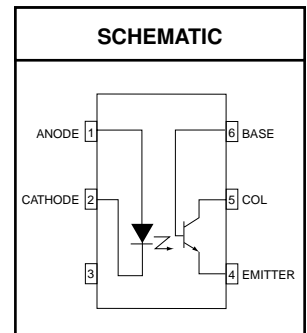 SCHEMATIC
ANODE 1
6 BASE
CATHODE 2
5 COL
3
4 EMITTER